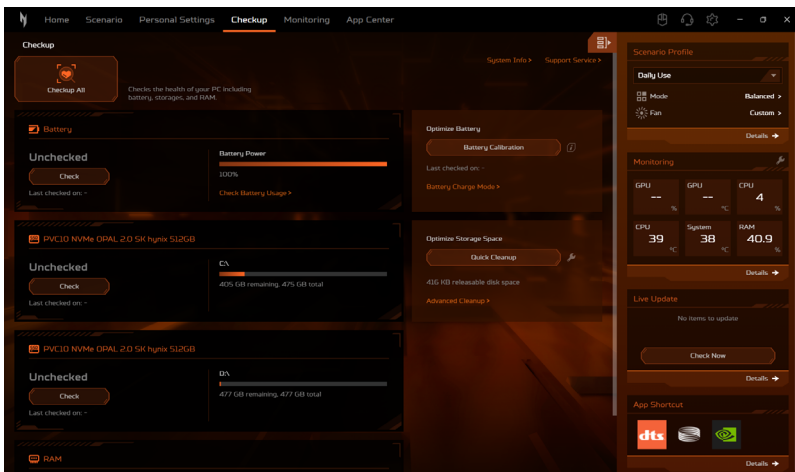 Home Scenario Personal Settings Checkup Monitoring App Center
Checkup
System Info > Support Service >
Checkup All
Checks the health of your PC including
battery, storages, and RAM.
Battery
Unchecked
Check
Last checked on: -
Battery Power
100%
Check Battery Usage >
Optimize Battery
Battery Calibration
Last checked on: -
Battery Charge Mode >
PVC10 NVMe OPAL 2.0 SK hynix 512GB
Unchecked
Check
Last checked on: -
C:\
405 GB remaining, 475 GB total
Optimize Storage Space
Quick Cleanup
416 KB releasable disk space
Advanced Cleanup >
PVC10 NVMe OPAL 2.0 SK hynix 512GB
Unchecked
Check
Last checked on: -
D:\
477 GB remaining, 477 GB total
RAM
Scenario Profile
Daily Use
Mode Balanced >
Fan Custom >
Details
Monitoring
GPU GPU CPU
-- -- 4
% °C %
CPU System RAM
39 38 40.9
°C °C %
Details
Live Update
No items to update
Check Now
Details
App Shortcut
dts
Details